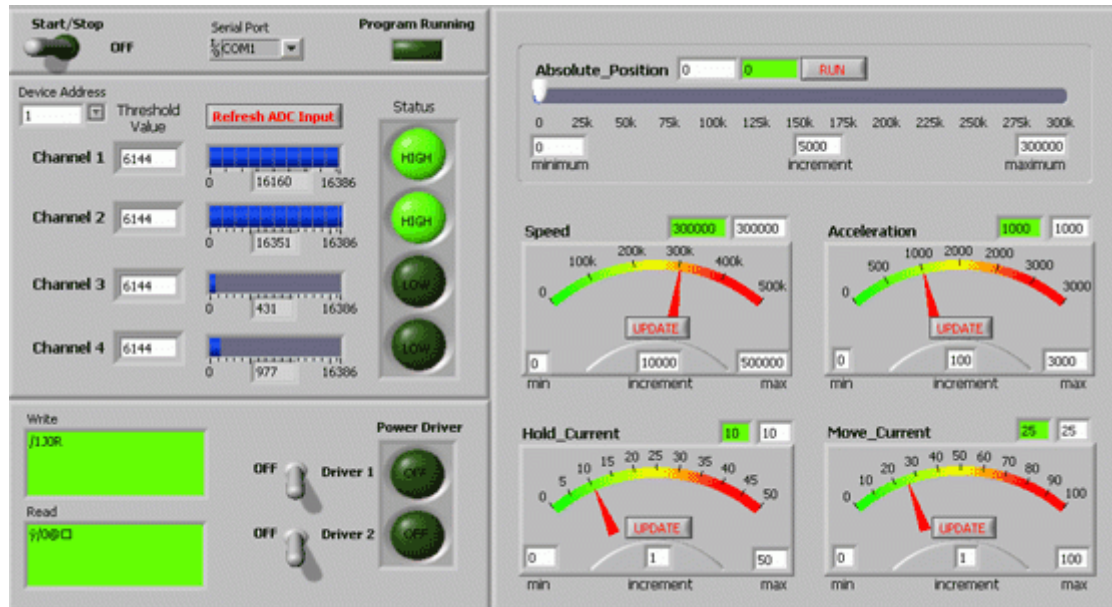 Start/Stop
OFF
Serial Port
COM1
Program Running
Device Address
1
Threshold
Value
Refresh ADC Input
Status
Channel 1
6144
0 16160 16386
HIGH
Channel 2
6144
0 16351 16386
HIGH
Channel 3
6144
0 431 16386
LOW
Channel 4
6144
0 977 16386
LOW
Write
/1J0R
Read
OFF
Driver 1
OFF
Driver 2
Power Driver
OFF
OFF
Absolute_Position 0 0 RUN
0 25k 50k 75k 100k 125k 150k 175k 200k 225k 250k 275k 300k
0 5000 300000
minimum increment maximum
Speed 300000 300000
0 100k 200k 300k 400k 500k
UPDATE
0 10000 500000
min increment max
Acceleration 1000 1000
0 500 1000 2000 2000 3000 3000
UPDATE
0 100 3000
min increment max
Hold_Current 10 10
0 5 10 15 20 25 30 35 40 45 50
UPDATE
0 1 50
min increment max
Move_Current 25 25
0 10 20 30 40 50 60 70 80 90 100
UPDATE
0 1 100
min increment max